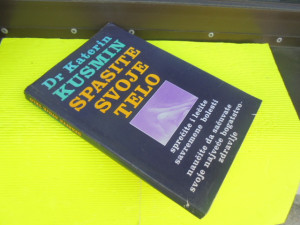 Dr Katerin
KUSMIN
SPASITE
SVOJE
TELO
sprečite i lečite
savremene bolesti
naučite da sačuvate
svoje najveće bogatstvo-
zdravlje